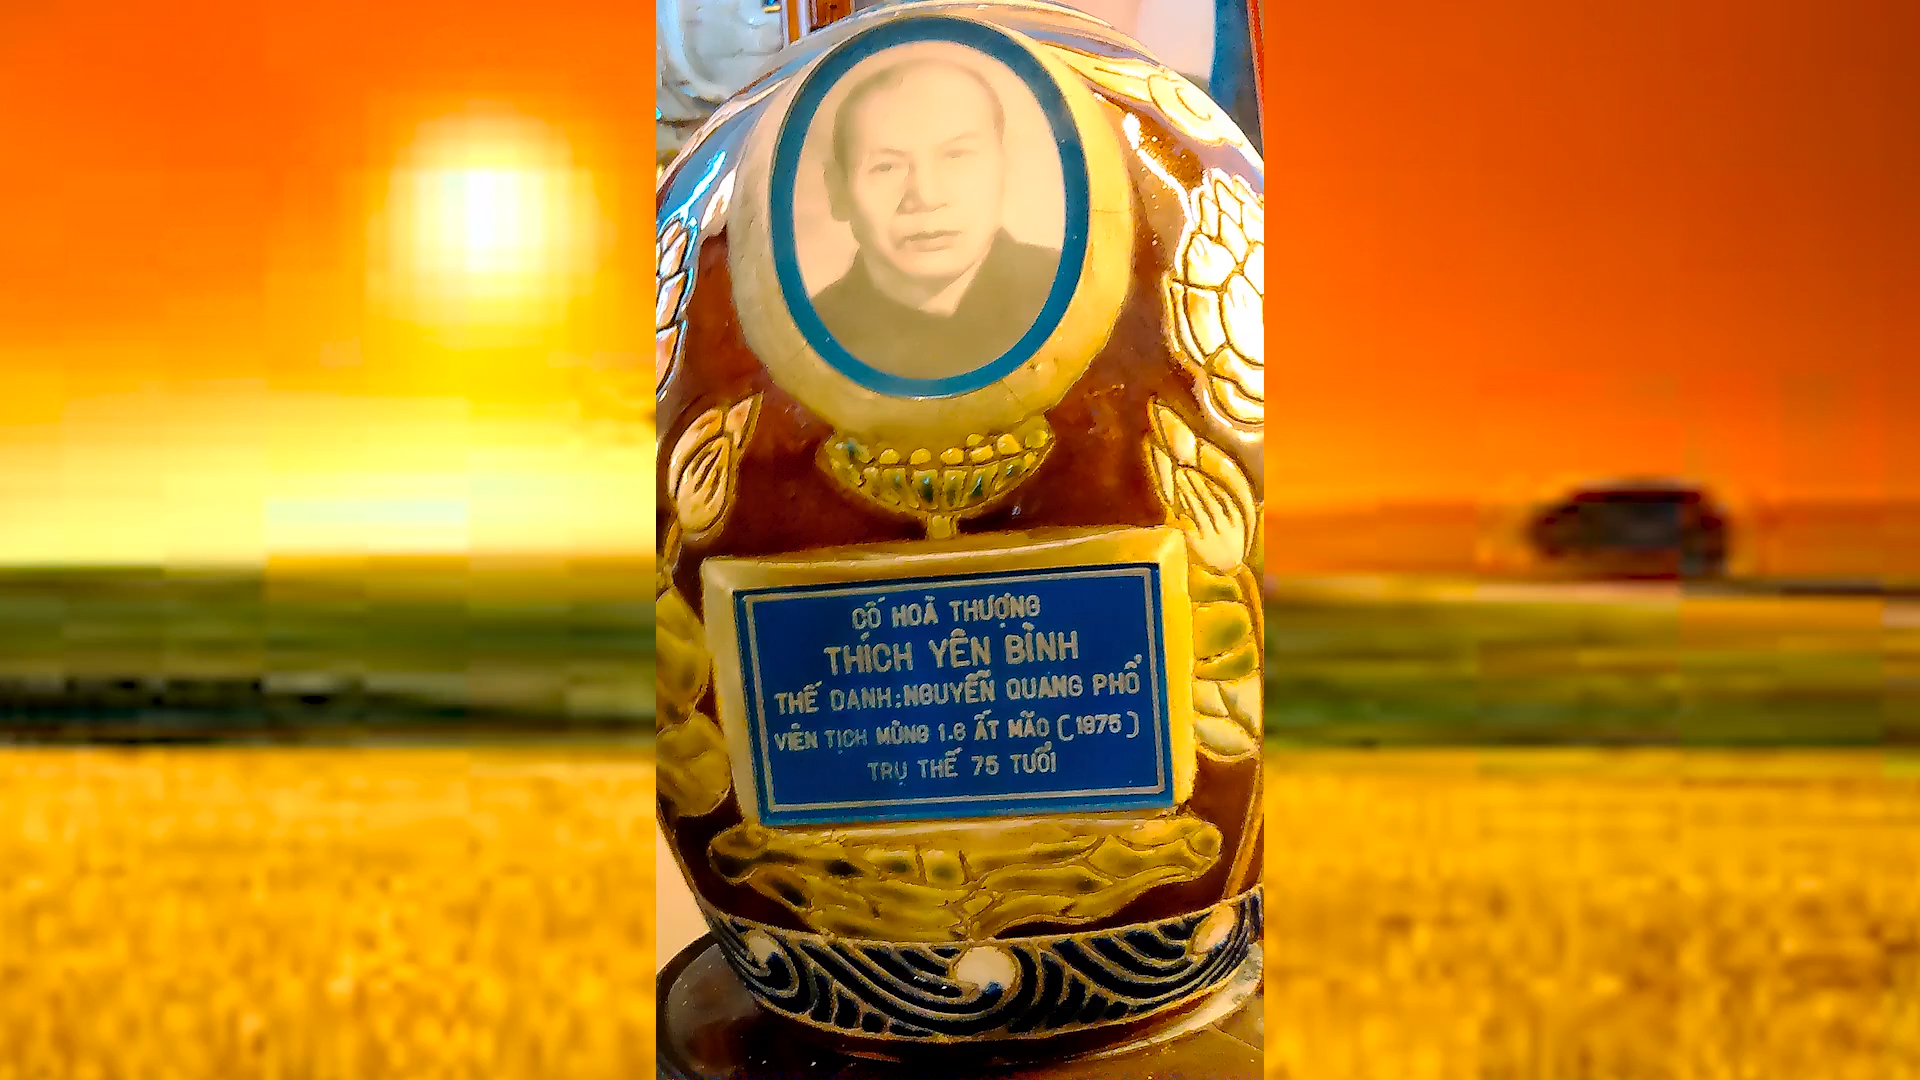 CỐ HOÀ THƯỢNG
THÍCH YÊN BÌNH
THẾ DANH: NGUYỄN QUANG PHỔ
VIÊN TỊCH MÙNG 1.6 ẤT MÃO (1975)
TRỤ THẾ 75 TUỔI